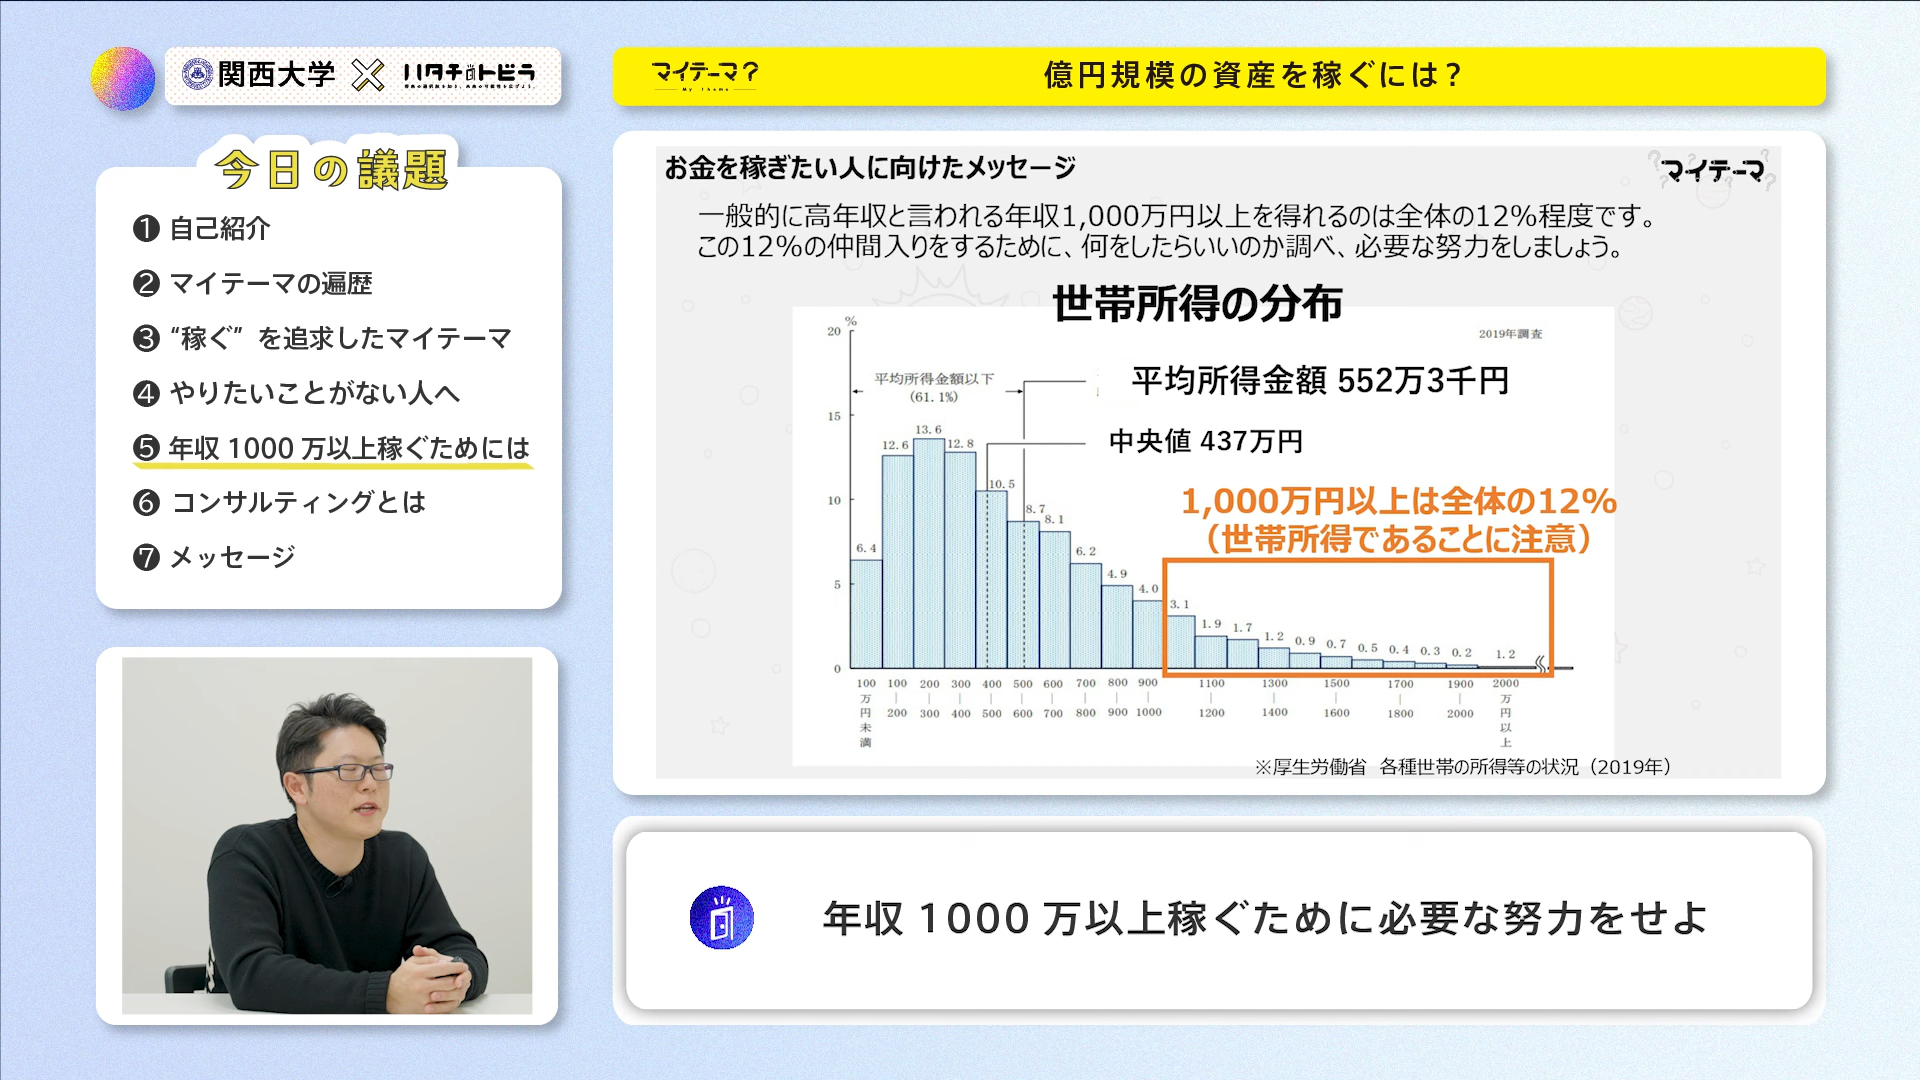 関西大学
ハタチのトビラ
マイテーマ?
My Theme
億円規模の資産を稼ぐには？
今日の議題
❶ 自己紹介
❷ マイテーマの遍歴
❸ “稼ぐ” を追求したマイテーマ
❹ やりたいことがない人へ
❺ 年収 1000 万以上稼ぐためには
❻ コンサルティングとは
❼ メッセージ
お金を稼ぎたい人に向けたメッセージ
マイテーマ
一般的に高年収と言われる年収1,000万円以上を得れるのは全体の12%程度です。
この12%の仲間入りをするために、何をしたらいいのか調べ、必要な努力をしましょう。
世帯所得の分布
2019年調査
%
20
15
10
5
0
平均所得金額以下
(61.1%)
平均所得金額 552万3千円
中央値 437万円
1,000万円以上は全体の12%
（世帯所得であることに注意）
6.4 12.6 13.6 12.8 10.5 8.7 8.1 6.2 4.9 4.0 3.1 1.9 1.7 1.2 0.9 0.7 0.5 0.4 0.3 0.2 1.2
100万円未満
100 | 200
200 | 300
300 | 400
400 | 500
500 | 600
600 | 700
700 | 800
800 | 900
900 | 1000
1100 | 1200
1300 | 1400
1500 | 1600
1700 | 1800
1900 | 2000
2000万円以上
※厚生労働省 各種世帯の所得等の状況（2019年）
年収 1000 万以上稼ぐために必要な努力をせよ